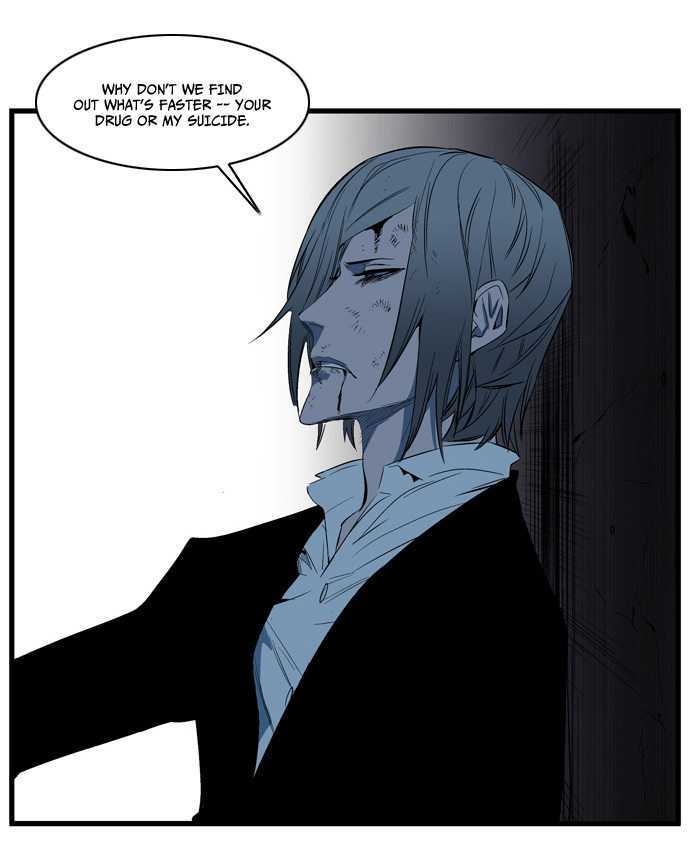 WHY DON'T WE FIND
OUT WHAT'S FASTER -- YOUR
DRUG OR MY SUICIDE.